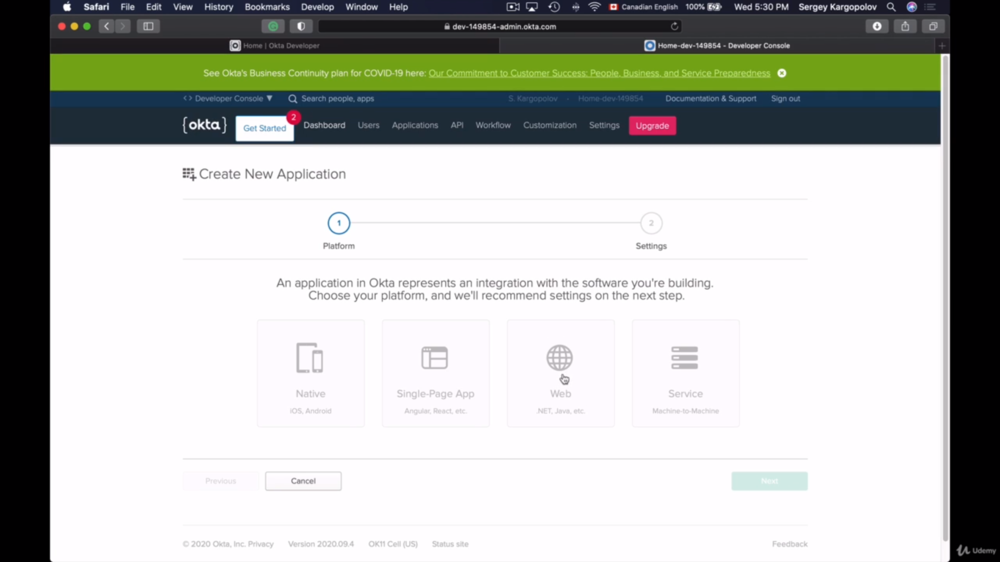 Safari File Edit View History Bookmarks Develop Window Help Canadian English 100% Wed 5:30 PM Sergey Kargopolov
dev-149854-admin.okta.com
Home | Okta Developer
Home-dev-149854 - Developer Console
See Okta's Business Continuity plan for COVID-19 here: Our Commitment to Customer Success: People, Business, and Service Preparedness
<> Developer Console ▼ Search people, apps S. Kargopolov · Home-dev-149854 Documentation & Support Sign out
{okta} Get Started 2 Dashboard Users Applications API Workflow Customization Settings Upgrade
Create New Application
1 2
Platform Settings
An application in Okta represents an integration with the software you're building.
Choose your platform, and we'll recommend settings on the next step.
Native Single-Page App Web Service
iOS, Android Angular, React, etc. .NET, Java, etc. Machine-to-Machine
Previous Cancel Next
© 2020 Okta, Inc. Privacy Version 2020.09.4 OK11 Cell (US) Status site Feedback
Udemy